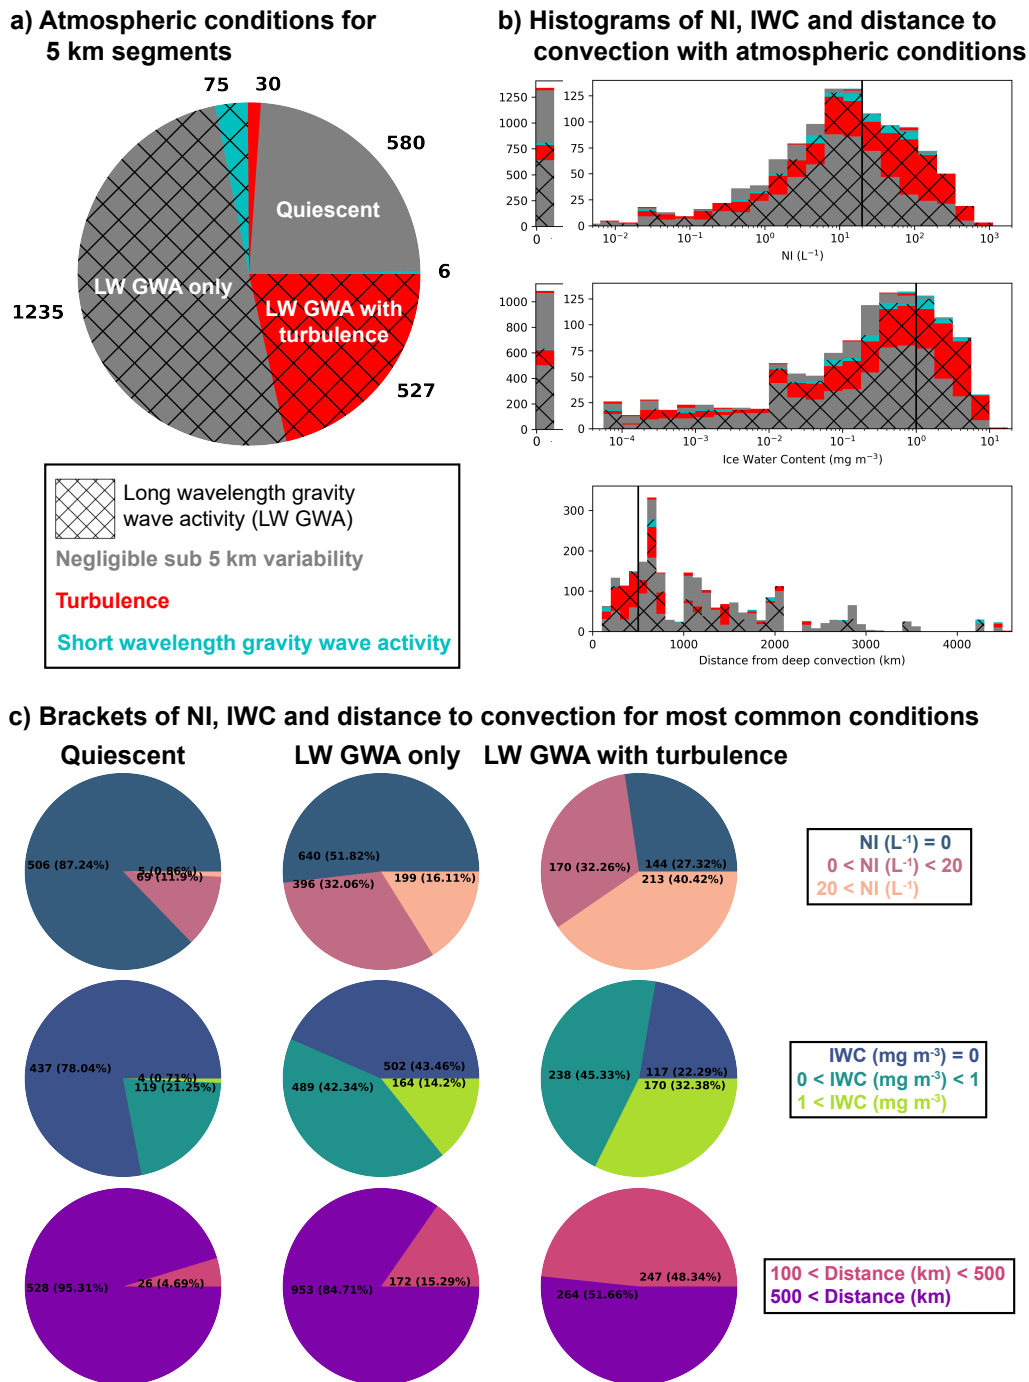 a) Atmospheric conditions for
5 km segments
75
30
580
Quiescent
6
LW GWA only
LW GWA with
turbulence
1235
527
Long wavelength gravity
wave activity (LW GWA)
Negligible sub 5 km variability
Turbulence
Short wavelength gravity wave activity
b) Histograms of NI, IWC and distance to
convection with atmospheric conditions
1250
1000
750
500
250
0
0
125
100
75
50
25
0
10⁻² 10⁻¹ 10⁰ 10¹ 10² 10³
NI (L⁻¹)
1000
800
600
400
200
0
0
125
100
75
50
25
0
10⁻⁴ 10⁻³ 10⁻² 10⁻¹ 10⁰ 10¹
Ice Water Content (mg m⁻³)
300
200
100
0
0 1000 2000 3000 4000
Distance from deep convection (km)
c) Brackets of NI, IWC and distance to convection for most common conditions
Quiescent LW GWA only LW GWA with turbulence
506 (87.24%)
5 (0.86%)
69 (11.9%)
640 (51.82%)
396 (32.06%)
199 (16.11%)
170 (32.26%)
144 (27.32%)
213 (40.42%)
NI (L⁻¹) = 0
0 < NI (L⁻¹) < 20
20 < NI (L⁻¹)
437 (78.04%)
4 (0.71%)
119 (21.25%)
502 (43.46%)
489 (42.34%)
164 (14.2%)
238 (45.33%)
117 (22.29%)
170 (32.38%)
IWC (mg m⁻³) = 0
0 < IWC (mg m⁻³) < 1
1 < IWC (mg m⁻³)
528 (95.31%)
26 (4.69%)
953 (84.71%)
172 (15.29%)
247 (48.34%)
264 (51.66%)
100 < Distance (km) < 500
500 < Distance (km)